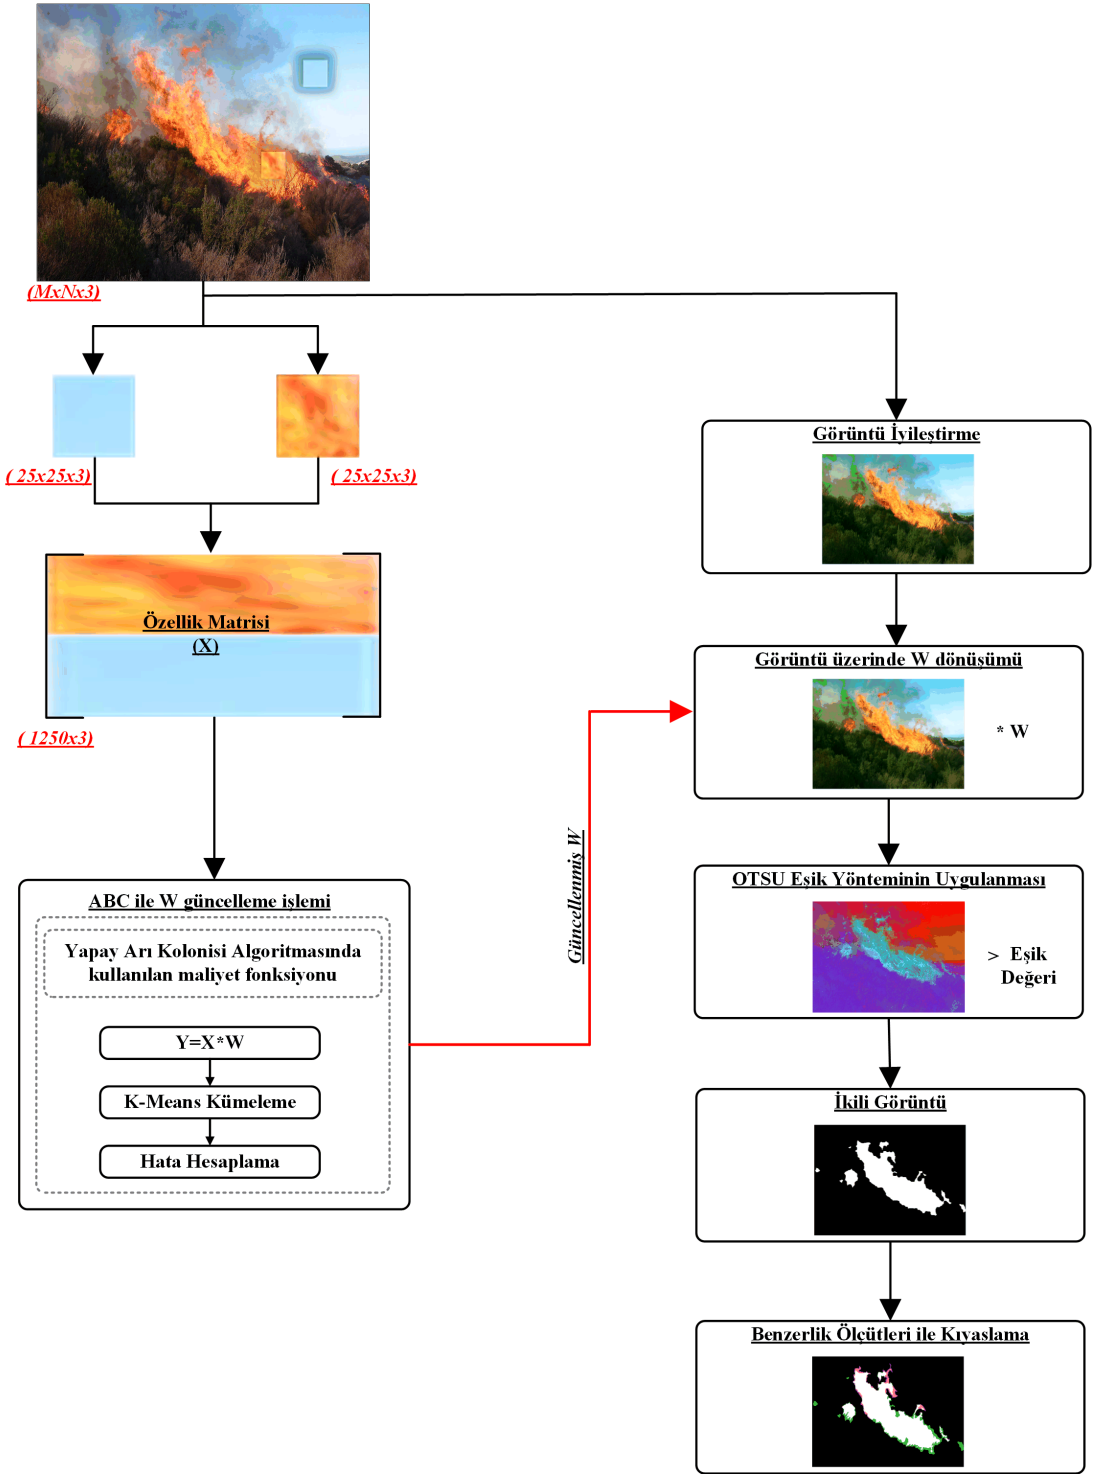 (MxNx3)
( 25x25x3)
( 25x25x3)
Özellik Matrisi
(X)
( 1250x3)
ABC ile W güncelleme işlemi
Yapay Arı Kolonisi Algoritmasında
kullanılan maliyet fonksiyonu
Y=X*W
K-Means Kümeleme
Hata Hesaplama
Güncellenmiş W
Görüntü İyileştirme
Görüntü üzerinde W dönüşümü
* W
OTSU Eşik Yönteminin Uygulanması
> Eşik
Değeri
İkili Görüntü
Benzerlik Ölçütleri ile Kıyaslama